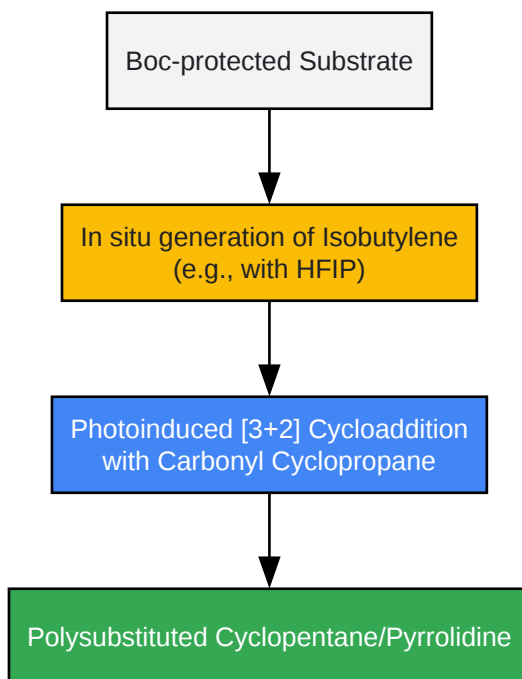 Boc-protected Substrate
In situ generation of Isobutylene
(e.g., with HFIP)
Photoinduced [3+2] Cycloaddition
with Carbonyl Cyclopropane
Polysubstituted Cyclopentane/Pyrrolidine